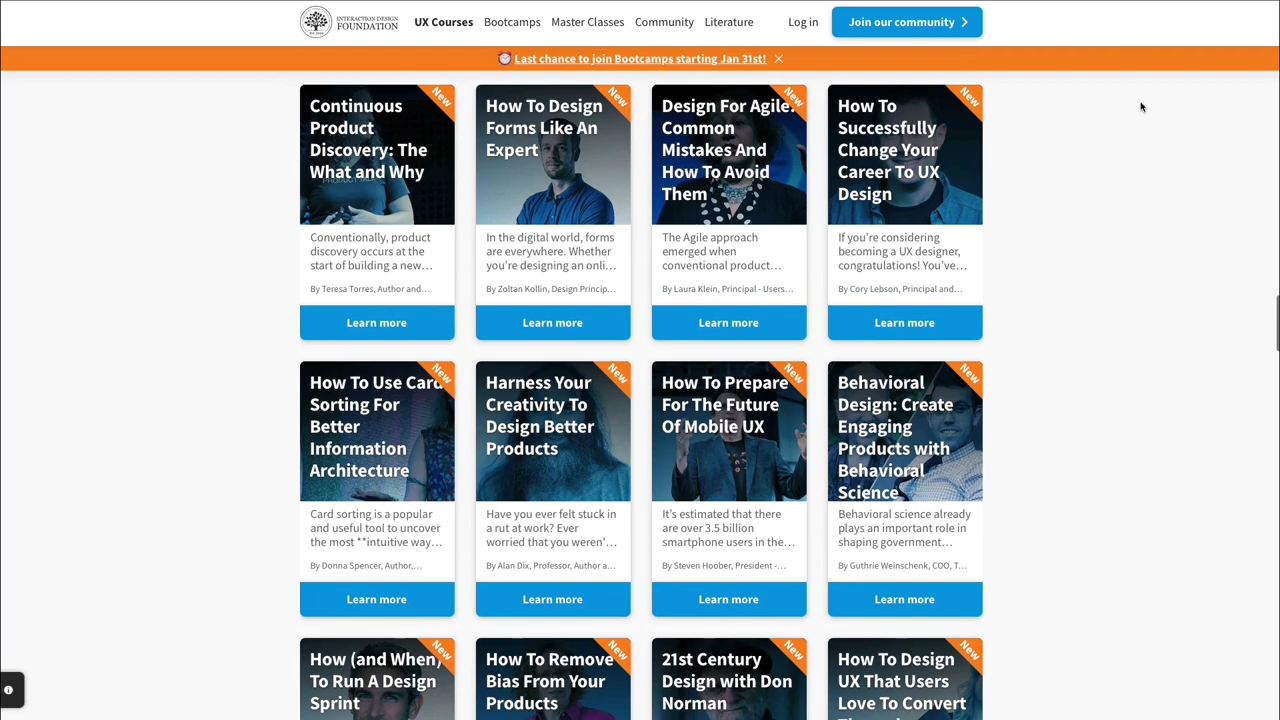 INTERACTION DESIGN
FOUNDATION
UX Courses
Bootcamps
Master Classes
Community
Literature
Log in
Join our community
Last chance to join Bootcamps starting Jan 31st!
New
Continuous
Product
Discovery: The
What and Why
Conventionally, product
discovery occurs at the
start of building a new…
By Teresa Torres, Author and…
Learn more
New
How To Design
Forms Like An
Expert
In the digital world, forms
are everywhere. Whether
you’re designing an onli…
By Zoltan Kollin, Design Princip…
Learn more
New
Design For Agile:
Common
Mistakes And
How To Avoid
Them
The Agile approach
emerged when
conventional product…
By Laura Klein, Principal - Users…
Learn more
New
How To
Successfully
Change Your
Career To UX
Design
If you’re considering
becoming a UX designer,
congratulations! You’ve…
By Cory Lebson, Principal and…
Learn more
New
How To Use Card
Sorting For
Better
Information
Architecture
Card sorting is a popular
and useful tool to uncover
the most **intuitive way…
By Donna Spencer, Author,…
Learn more
New
Harness Your
Creativity To
Design Better
Products
Have you ever felt stuck in
a rut at work? Ever
worried that you weren'…
By Alan Dix, Professor, Author a…
Learn more
New
How To Prepare
For The Future
Of Mobile UX
It’s estimated that there
are over 3.5 billion
smartphone users in the…
By Steven Hoober, President -…
Learn more
New
Behavioral
Design: Create
Engaging
Products with
Behavioral
Science
Behavioral science already
plays an important role in
shaping government…
By Guthrie Weinschenk, COO, T…
Learn more
New
How (and When)
To Run A Design
Sprint
New
How To Remove
Bias From Your
Products
New
21st Century
Design with Don
Norman
New
How To Design
UX That Users
Love To Convert